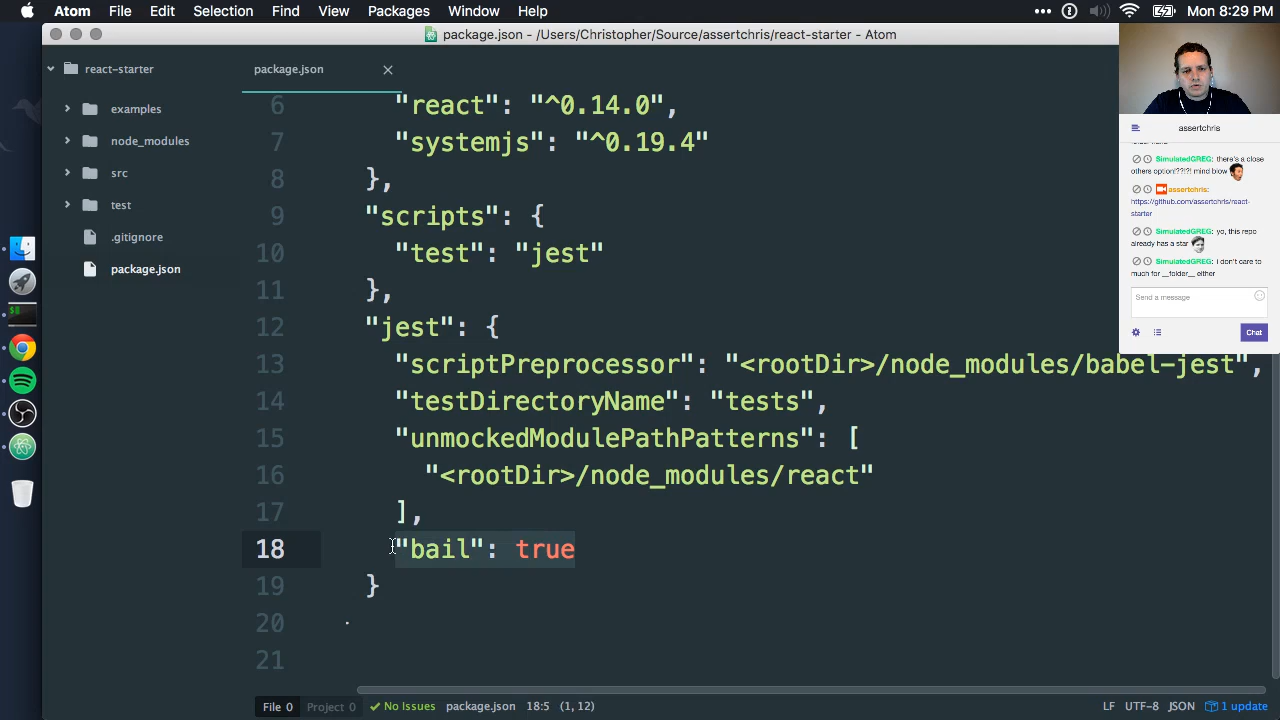 Atom File Edit View Selection Find View Packages Window Help
Mon 8:29 PM
package.json - /Users/Christopher/Source/assertchris/react-starter - Atom
react-starter
examples
node_modules
src
test
.gitignore
package.json
package.json
6 "react": "^0.14.0",
7 "systemjs": "^0.19.4"
8 },
9 "scripts": {
10 "test": "jest"
11 },
12 "jest": {
13 "scriptPreprocessor": "<rootDir>/node_modules/babel-jest",
14 "testDirectoryName": "tests",
15 "unmockedModulePathPatterns": [
16 "<rootDir>/node_modules/react"
17 ],
18 "bail": true
19 }
20
21
assertchris
SimulatedGREG: there's a close
others option!??!?! mind blow
assertchris:
https://github.com/assertchris/react-
starter
SimulatedGREG: yo, this repo
already has a star
SimulatedGREG: I don't care to
much for __folder__ either
Send a message
Chat
File 0 Project 0 No Issues package.json 18:5 (1, 12)
LF UTF-8 JSON 1 update